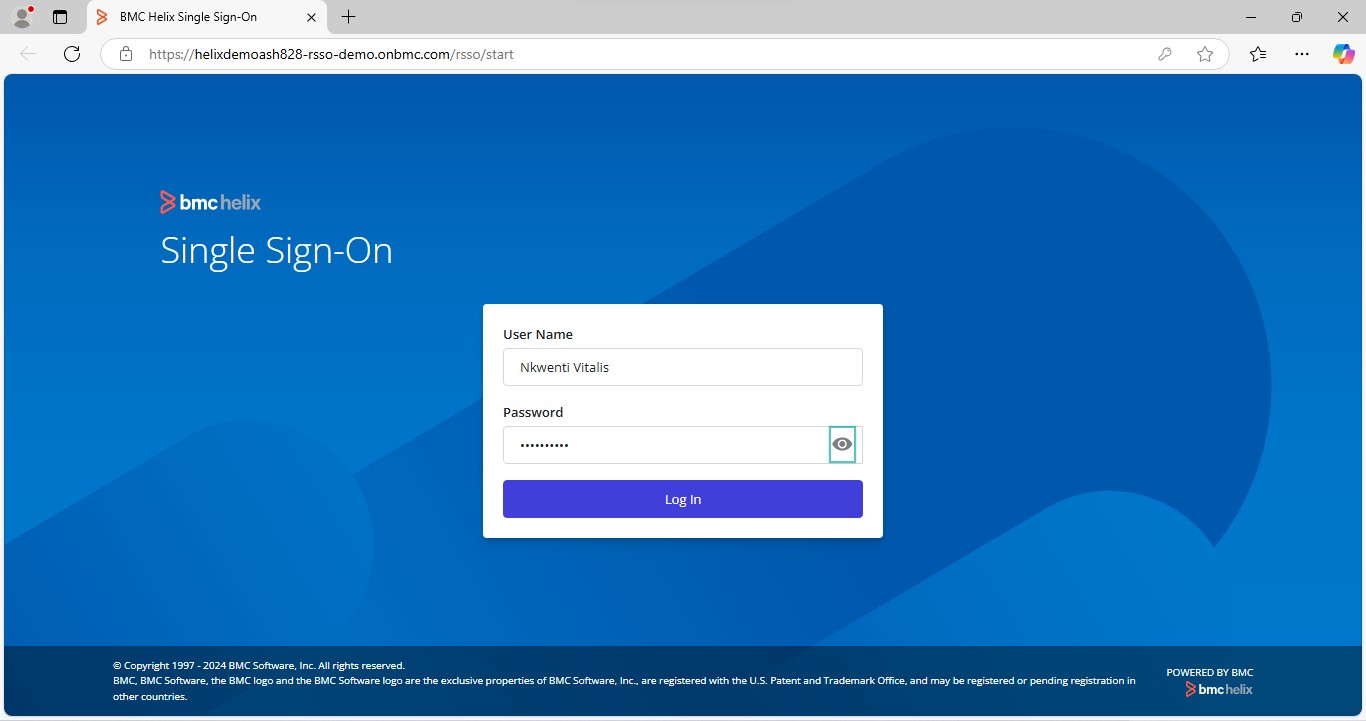 BMC Helix Single Sign-On
https://helixdemoash828-rsso-demo.onbmc.com/rsso/start
bmc helix
Single Sign-On
User Name
Nkwenti Vitalis
Password
••••••••••
Log In
© Copyright 1997 - 2024 BMC Software, Inc. All rights reserved.
BMC, BMC Software, the BMC logo and the BMC Software logo are the exclusive properties of BMC Software, Inc., are registered with the U.S. Patent and Trademark Office, and may be registered or pending registration in
other countries.
POWERED BY BMC
bmc helix